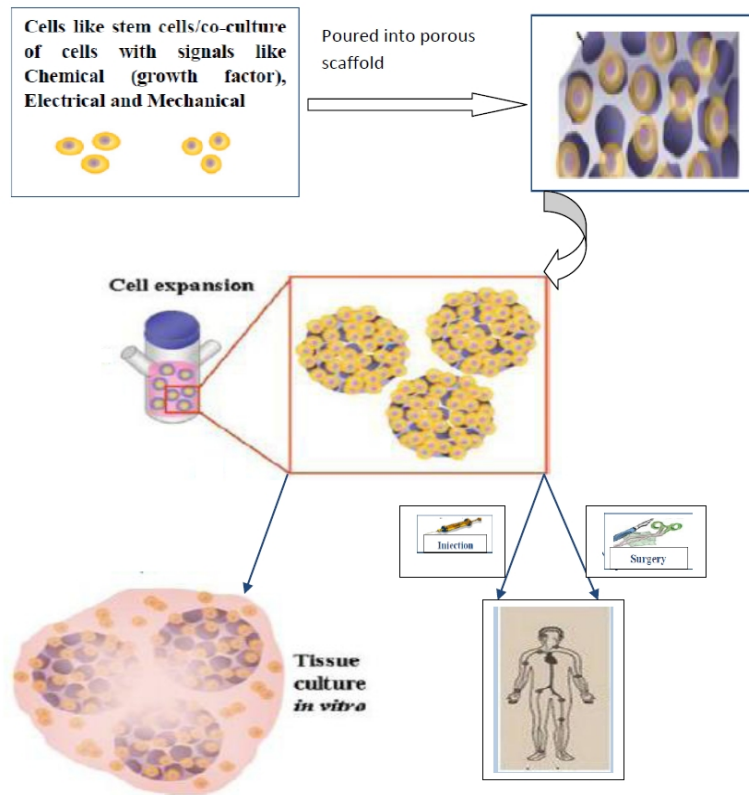 Cells like stem cells/co-culture
of cells with signals like
Chemical (growth factor),
Electrical and Mechanical
Poured into porous
scaffold
Cell expansion
Injection
Surgery
Tissue
culture
in vitro